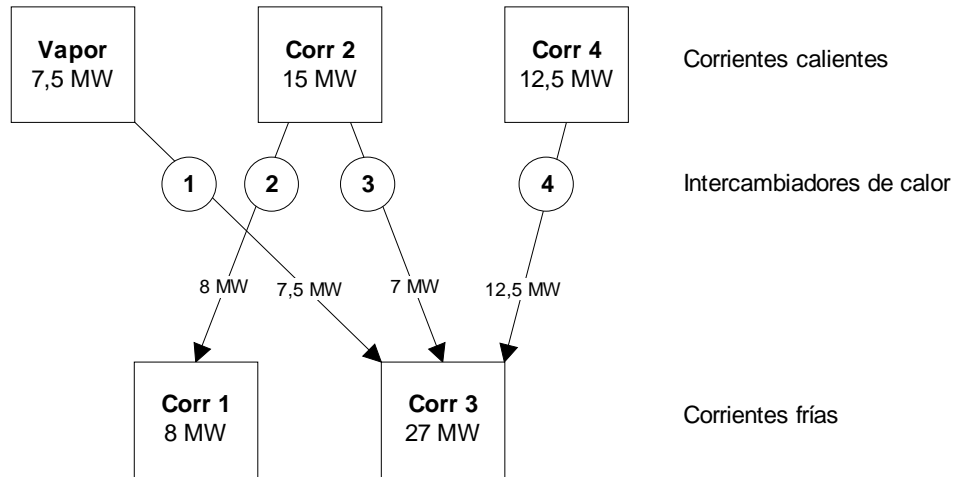 Vapor
7,5 MW
Corr 2
15 MW
Corr 4
12,5 MW
Corrientes calientes
1
2
3
4
Intercambiadores de calor
8 MW
7,5 MW
7 MW
12,5 MW
Corr 1
8 MW
Corr 3
27 MW
Corrientes frías